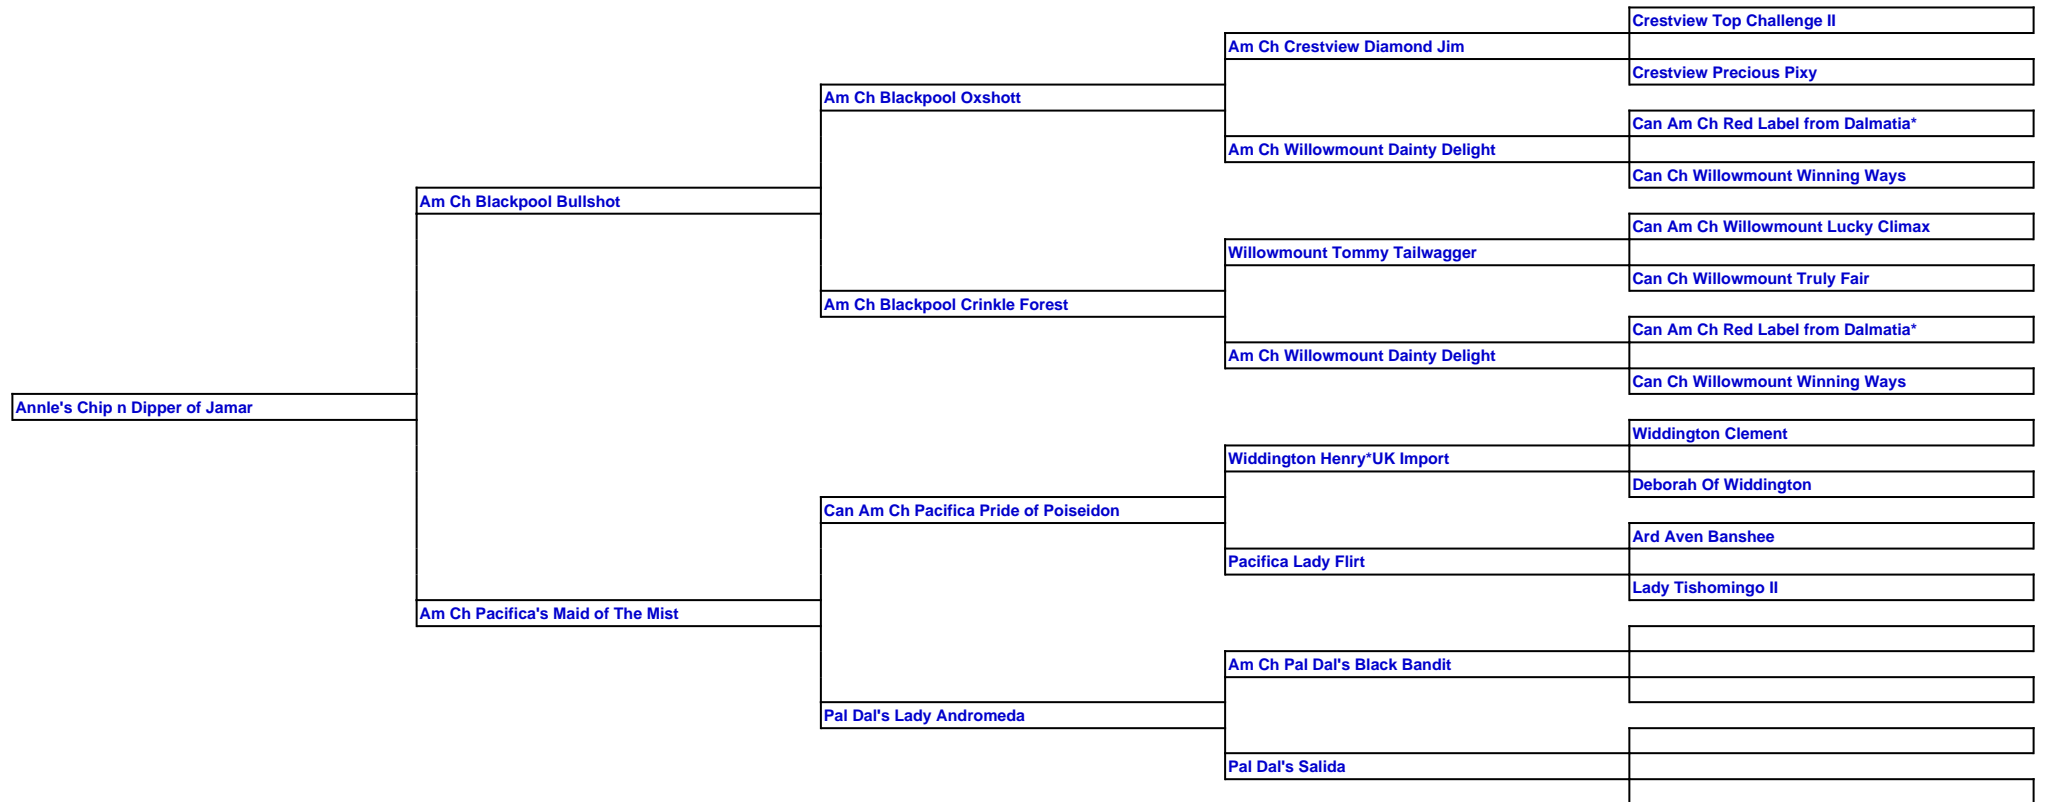 Crestview Top Challenge II
Am Ch Crestview Diamond Jim
Crestview Precious Pixy
Am Ch Blackpool Oxshott
Can Am Ch Red Label from Dalmatia*
Am Ch Willowmount Dainty Delight
Can Ch Willowmount Winning Ways
Am Ch Blackpool Bullshot
Can Am Ch Willowmount Lucky Climax
Willowmount Tommy Tailwagger
Can Ch Willowmount Truly Fair
Am Ch Blackpool Crinkle Forest
Can Am Ch Red Label from Dalmatia*
Am Ch Willowmount Dainty Delight
Can Ch Willowmount Winning Ways
Annle's Chip n Dipper of Jamar
Widdington Clement
Widdington Henry*UK Import
Deborah Of Widdington
Can Am Ch Pacifica Pride of Poiseidon
Ard Aven Banshee
Pacifica Lady Flirt
Lady Tishomingo II
Am Ch Pacifica's Maid of The Mist
Am Ch Pal Dal's Black Bandit
Pal Dal's Lady Andromeda
Pal Dal's Salida